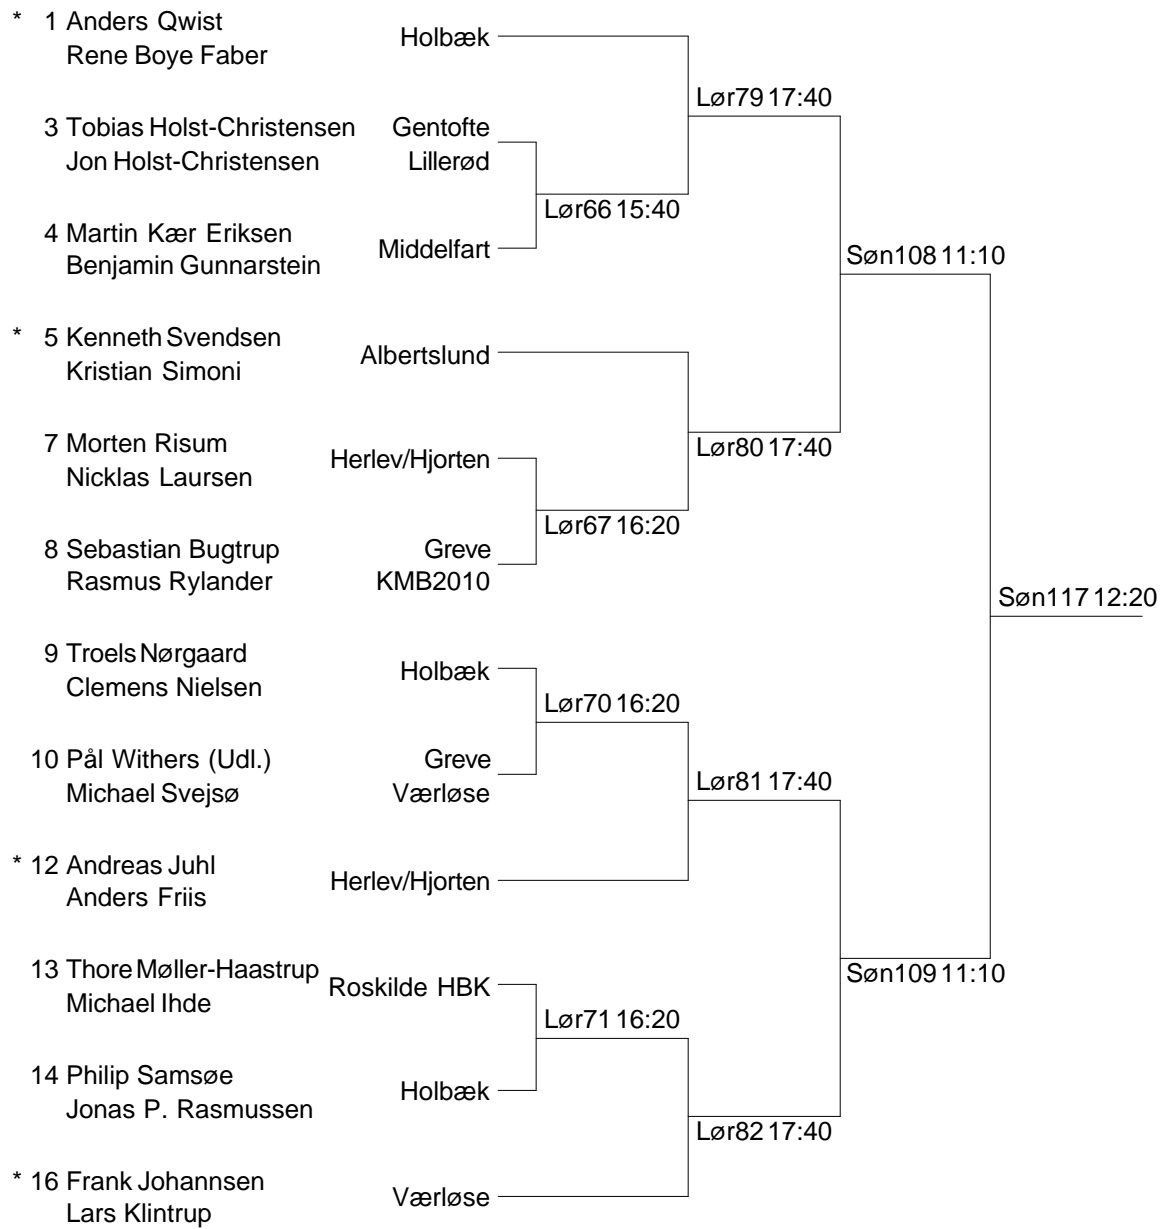 * 1 Anders Qwist
Rene Boye Faber
Holbæk
Lør79 17:40
3 Tobias Holst-Christensen Gentofte
Jon Holst-Christensen Lillerød
Lør66 15:40
4 Martin Kær Eriksen
Benjamin Gunnarstein
Middelfart
Søn108 11:10
* 5 Kenneth Svendsen
Kristian Simoni
Albertslund
Lør80 17:40
7 Morten Risum
Nicklas Laursen
Herlev/Hjorten
Lør67 16:20
8 Sebastian Bugtrup Greve
Rasmus Rylander KMB2010
Søn117 12:20
9 Troels Nørgaard
Clemens Nielsen
Holbæk
Lør70 16:20
10 Pål Withers (Udl.) Greve
Michael Svejsø Værløse
Lør81 17:40
* 12 Andreas Juhl
Anders Friis
Herlev/Hjorten
13 Thore Møller-Haastrup
Michael Ihde
Roskilde HBK
Søn109 11:10
Lør71 16:20
14 Philip Samsøe
Jonas P. Rasmussen
Holbæk
Lør82 17:40
* 16 Frank Johannsen
Lars Klintrup
Værløse